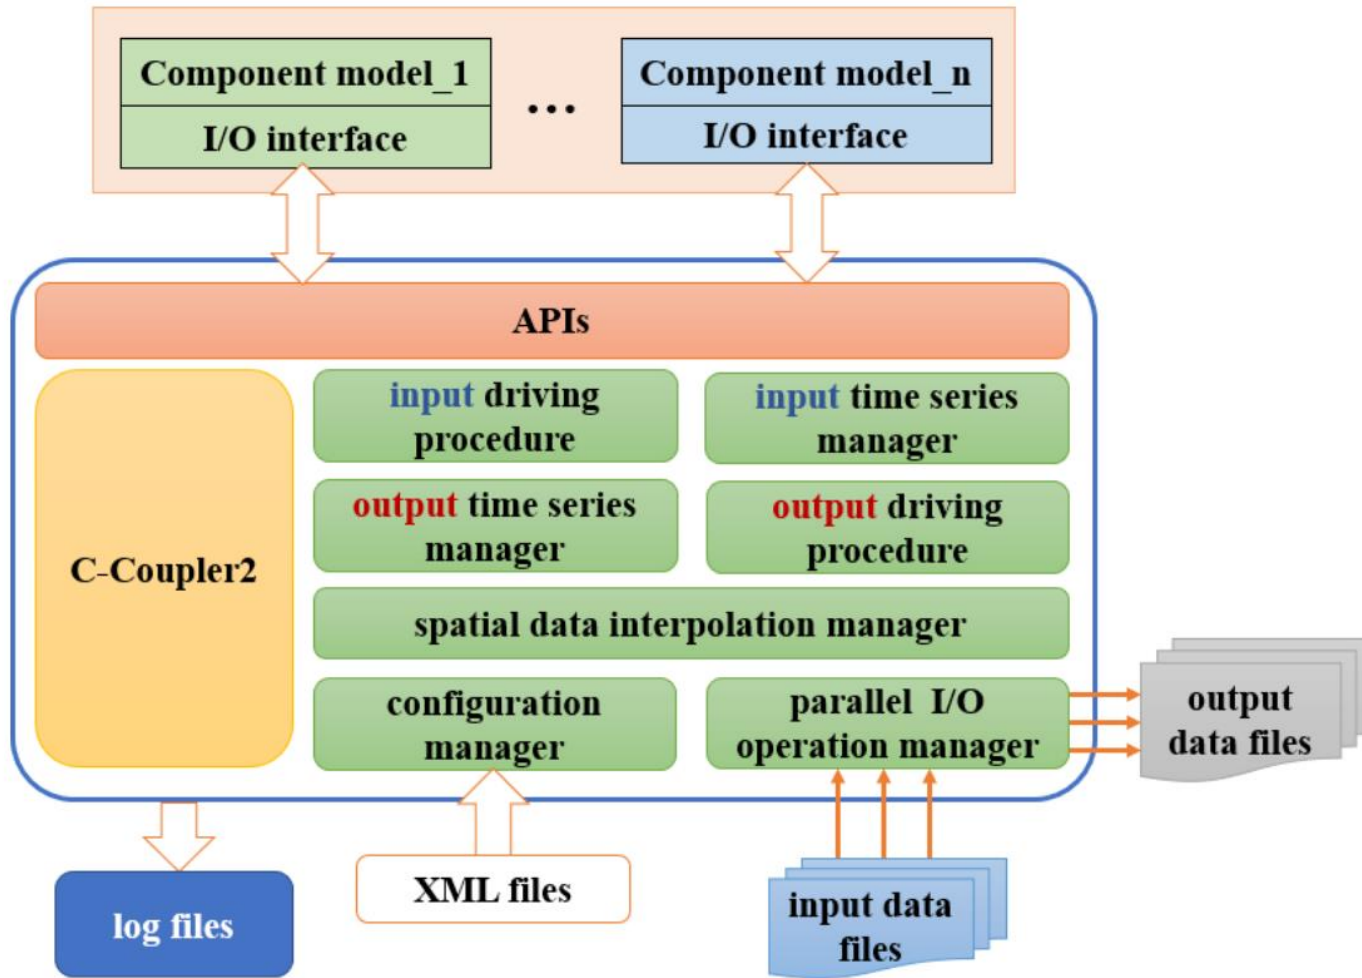 Component model_1
I/O interface
...
Component model_n
I/O interface
APIs
C-Coupler2
input driving
procedure
input time series
manager
output time series
manager
output driving
procedure
spatial data interpolation manager
configuration
manager
parallel I/O
operation manager
output
data files
log files
XML files
input data
files